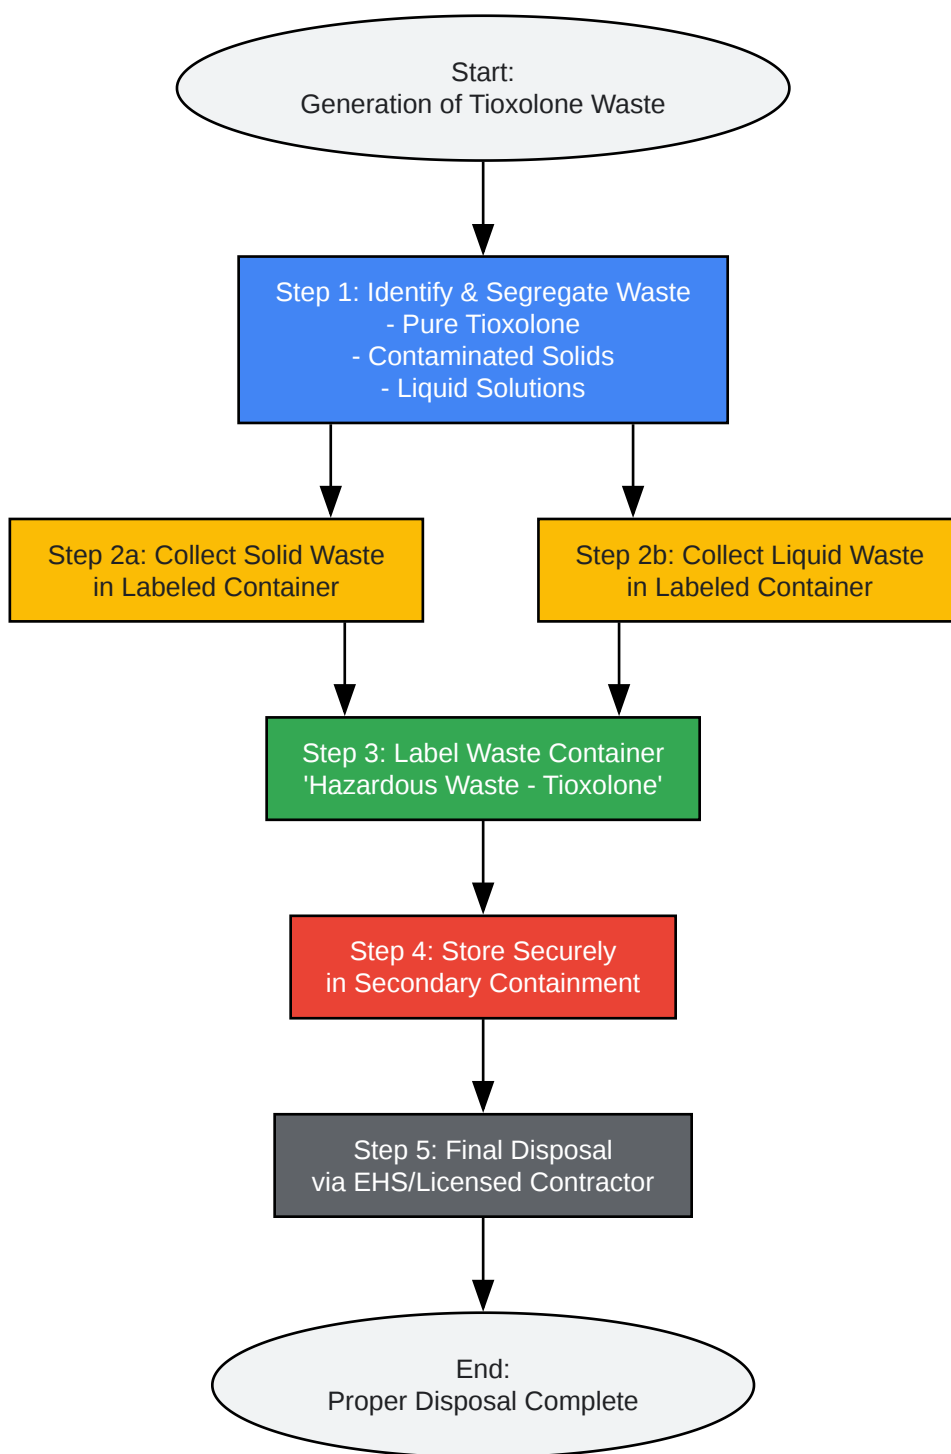 Start:
Generation of Tioxolone Waste
Step 1: Identify & Segregate Waste
- Pure Tioxolone
- Contaminated Solids
- Liquid Solutions
Step 2a: Collect Solid Waste
in Labeled Container
Step 2b: Collect Liquid Waste
in Labeled Container
Step 3: Label Waste Container
'Hazardous Waste - Tioxolone'
Step 4: Store Securely
in Secondary Containment
Step 5: Final Disposal
via EHS/Licensed Contractor
End:
Proper Disposal Complete